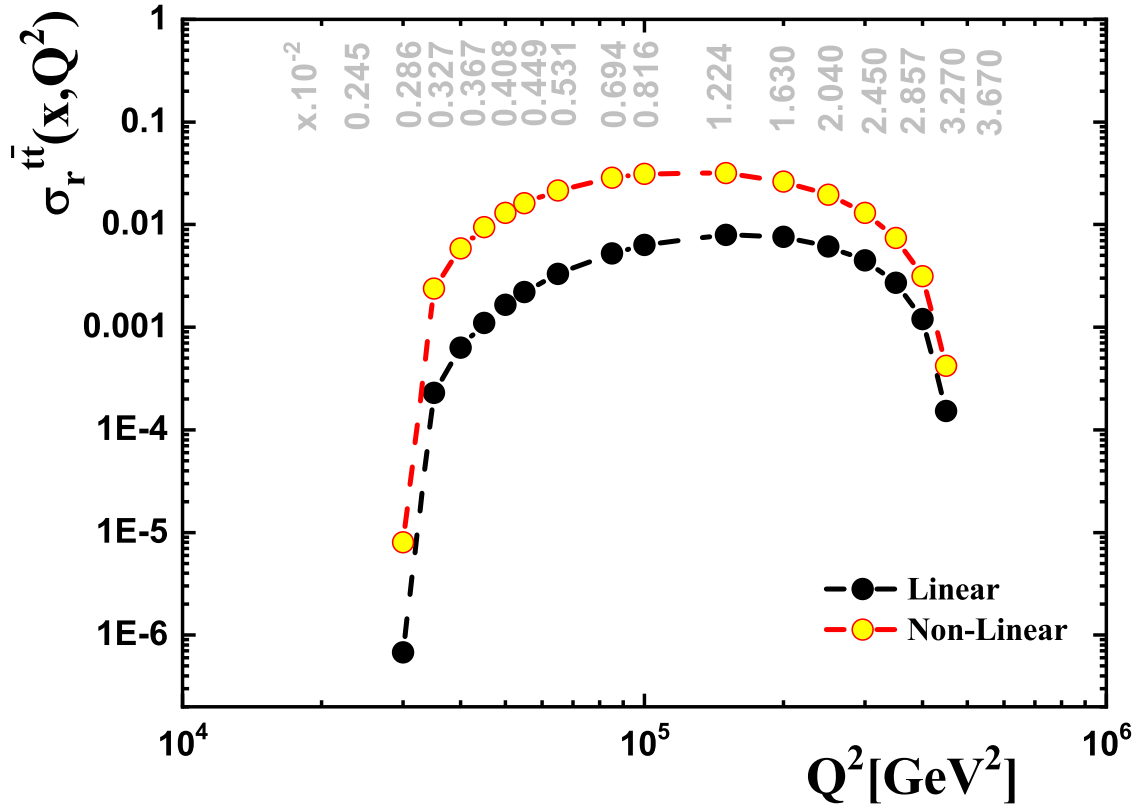 σr^tt̄(x,Q²)
1
0.1
0.01
0.001
1E-4
1E-5
1E-6
x.10⁻²
0.245
0.286
0.327
0.367
0.408
0.449
0.531
0.694
0.816
1.224
1.630
2.040
2.450
2.857
3.270
3.670
Linear
Non-Linear
10⁴
10⁵
10⁶
Q²[GeV²]